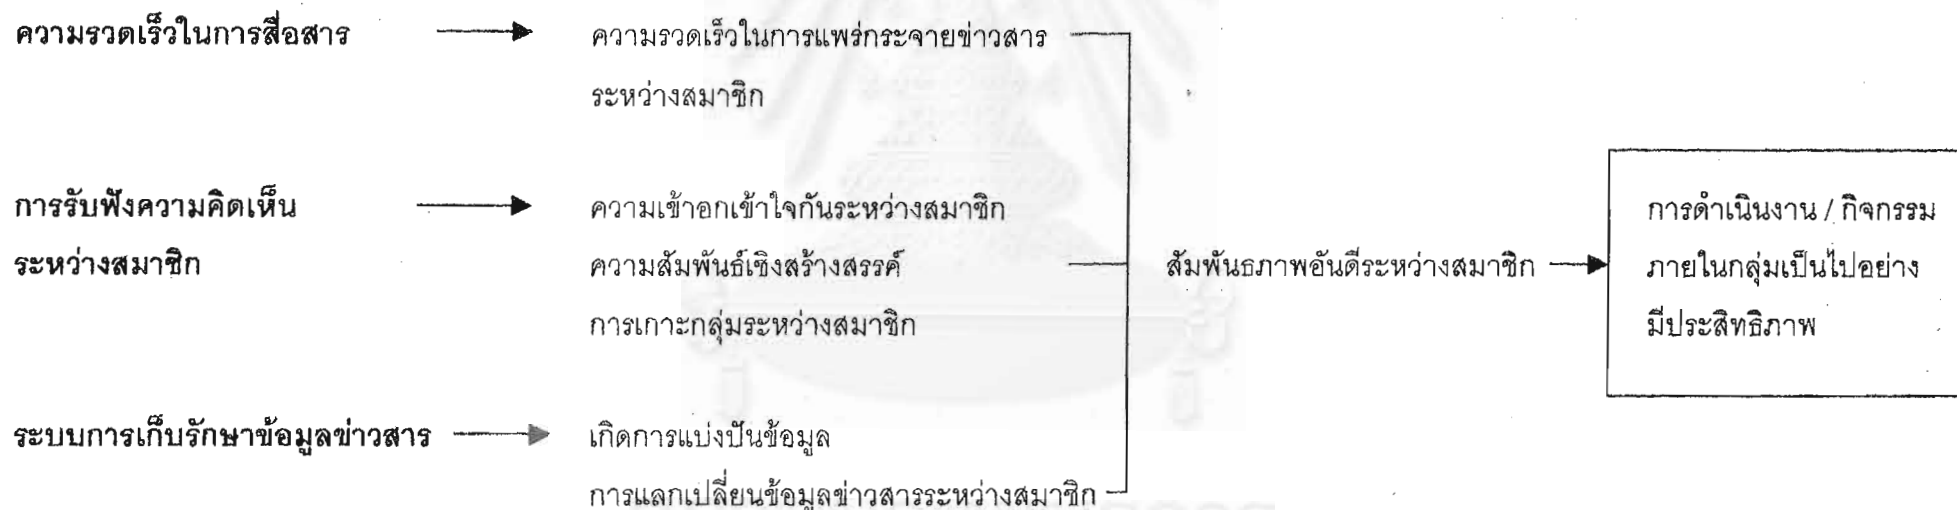 ความรวดเร็วในการสื่อสาร
ความรวดเร็วในการแพร่กระจายข่าวสาร
ระหว่างสมาชิก
การรับฟังความคิดเห็น
ระหว่างสมาชิก
ความเข้าอกเข้าใจกันระหว่างสมาชิก
ความสัมพันธ์เชิงสร้างสรรค์
การเกาะกลุ่มระหว่างสมาชิก
ระบบการเก็บรักษาข้อมูลข่าวสาร
เกิดการแบ่งปันข้อมูล
การแลกเปลี่ยนข้อมูลข่าวสารระหว่างสมาชิก
สัมพันธภาพอันดีระหว่างสมาชิก
การดำเนินงาน / กิจกรรม
ภายในกลุ่มเป็นไปอย่าง
มีประสิทธิภาพ